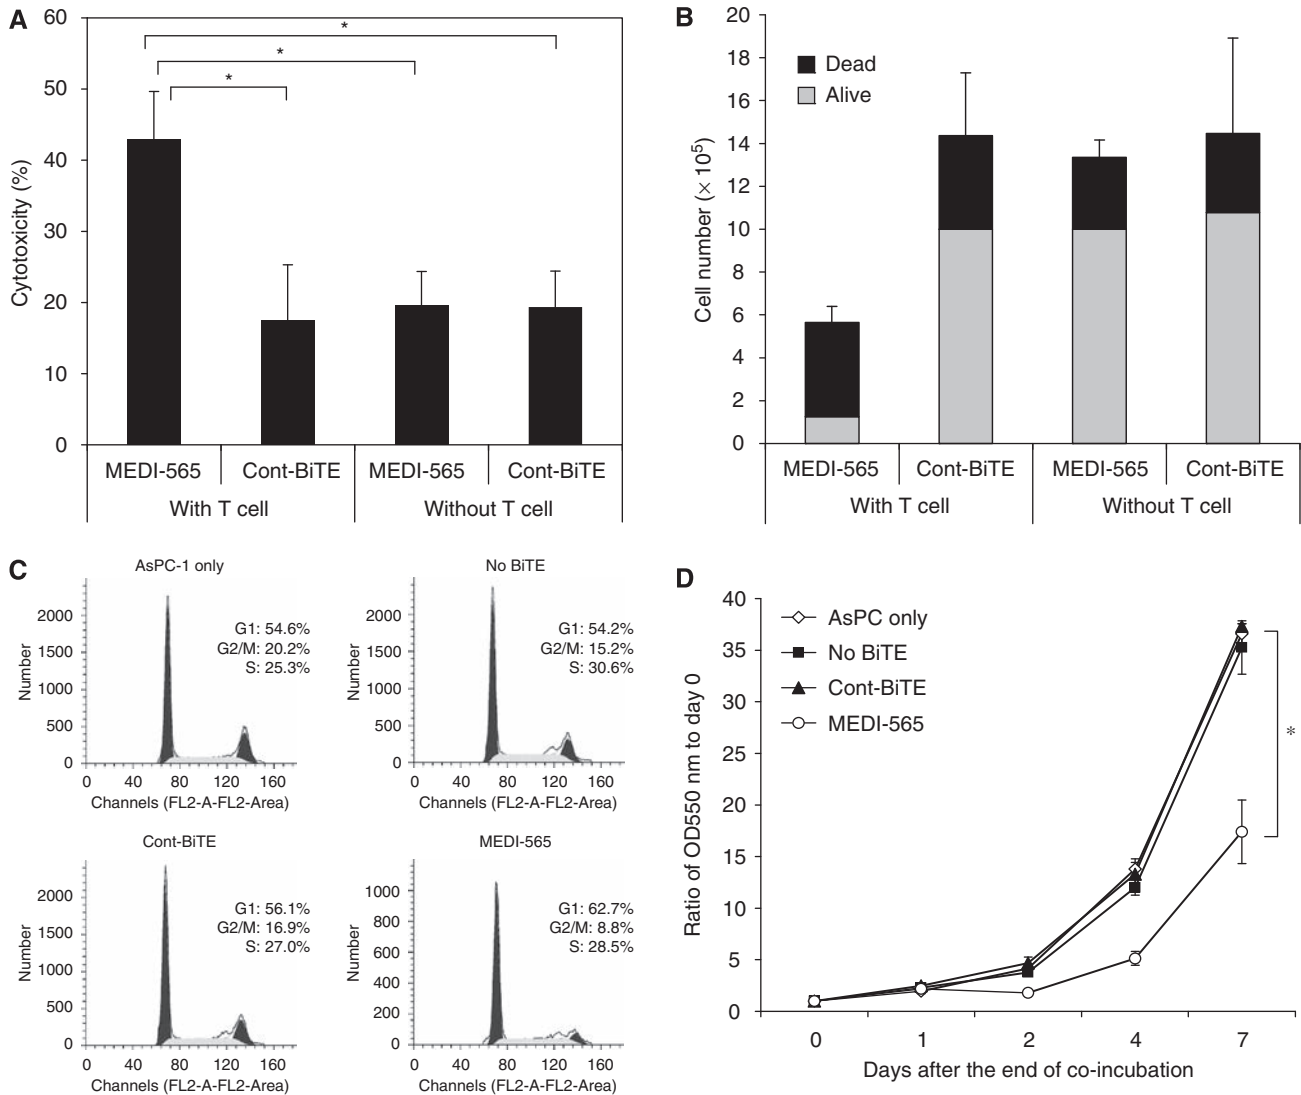 A
60
50
40
30
20
10
0
Cytotoxicity (%)
*
*
*
MEDI-565 Cont-BiTE MEDI-565 Cont-BiTE
With T cell Without T cell
B
20
18
16
14
12
10
8
6
4
2
0
Cell number (× 10⁵)
Dead
Alive
MEDI-565 Cont-BiTE MEDI-565 Cont-BiTE
With T cell Without T cell
C
AsPC-1 only
Number
2000
1500
1000
500
0
G1: 54.6%
G2/M: 20.2%
S: 25.3%
0 40 80 120 160
Channels (FL2-A-FL2-Area)
No BiTE
Number
2000
1500
1000
500
0
G1: 54.2%
G2/M: 15.2%
S: 30.6%
0 40 80 120 160
Channels (FL2-A-FL2-Area)
Cont-BiTE
Number
2000
1500
1000
500
0
G1: 56.1%
G2/M: 16.9%
S: 27.0%
0 40 80 120 160
Channels (FL2-A-FL2-Area)
MEDI-565
Number
1000
800
600
400
200
0
G1: 62.7%
G2/M: 8.8%
S: 28.5%
0 40 80 120 160
Channels (FL2-A-FL2-Area)
D
40
35
30
25
20
15
10
5
0
Ratio of OD550 nm to day 0
AsPC only
No BiTE
Cont-BiTE
MEDI-565
*
0 1 2 4 7
Days after the end of co-incubation